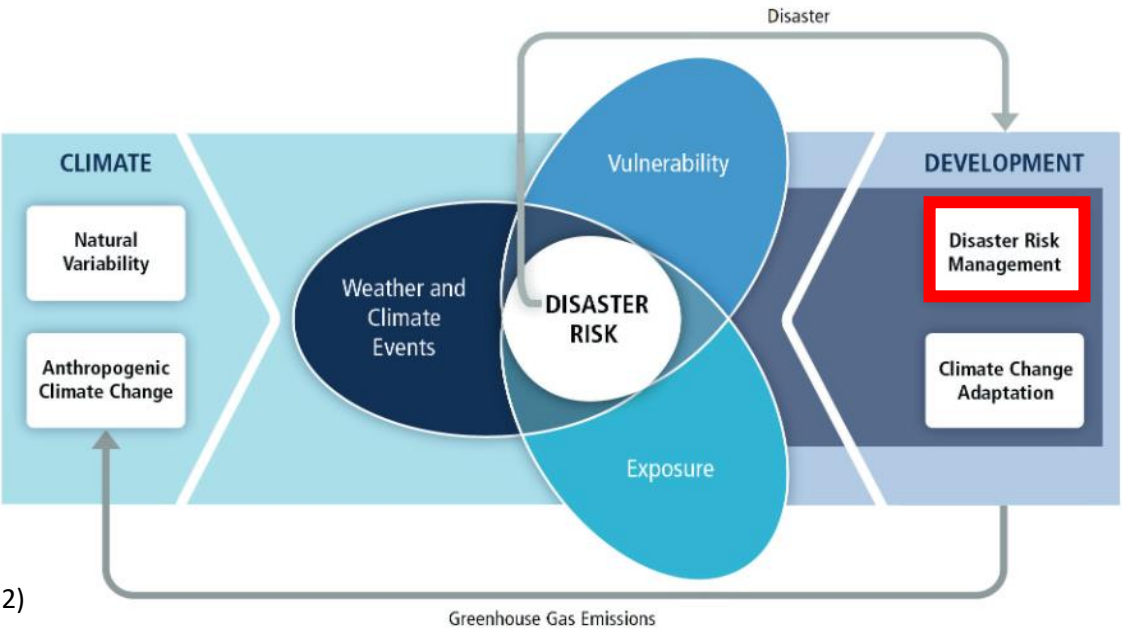 Disaster
CLIMATE
Natural
Variability
Anthropogenic
Climate Change
Vulnerability
Weather and
Climate
Events
DISASTER
RISK
Exposure
DEVELOPMENT
Disaster Risk
Management
Climate Change
Adaptation
2)
Greenhouse Gas Emissions